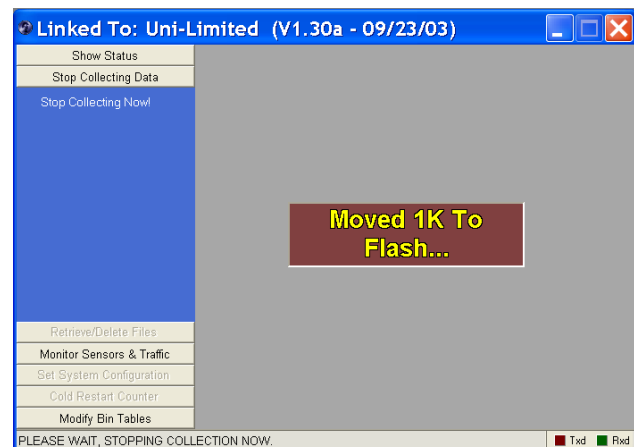 Linked To: Uni-Limited (V1.30a - 09/23/03)
Show Status
Stop Collecting Data
Stop Collecting Now!
Moved 1K To
Flash...
Retrieve/Delete Files
Monitor Sensors & Traffic
Set System Configuration
Cold Restart Counter
Modify Bin Tables
PLEASE WAIT, STOPPING COLLECTION NOW.
Txd Rxd